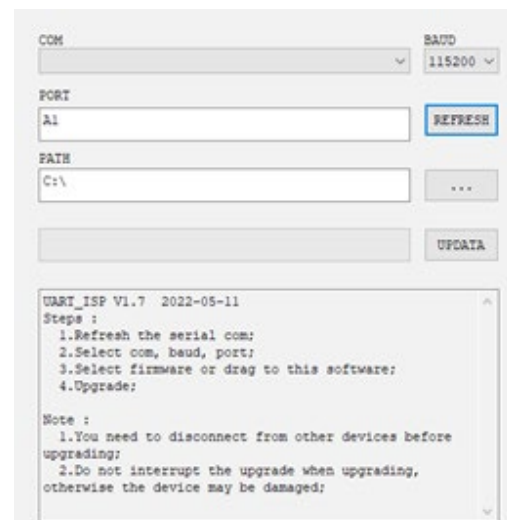 COM BAUD
115200
PORT
A1 REFRESH
PATH
C:\ ...
UPDATA
UART_ISP V1.7  2022-05-11
Steps :
1.Refresh the serial com;
2.Select com, baud, port;
3.Select firmware or drag to this software;
4.Upgrade;
Note :
1.You need to disconnect from other devices before
upgrading;
2.Do not interrupt the upgrade when upgrading,
otherwise the device may be damaged;